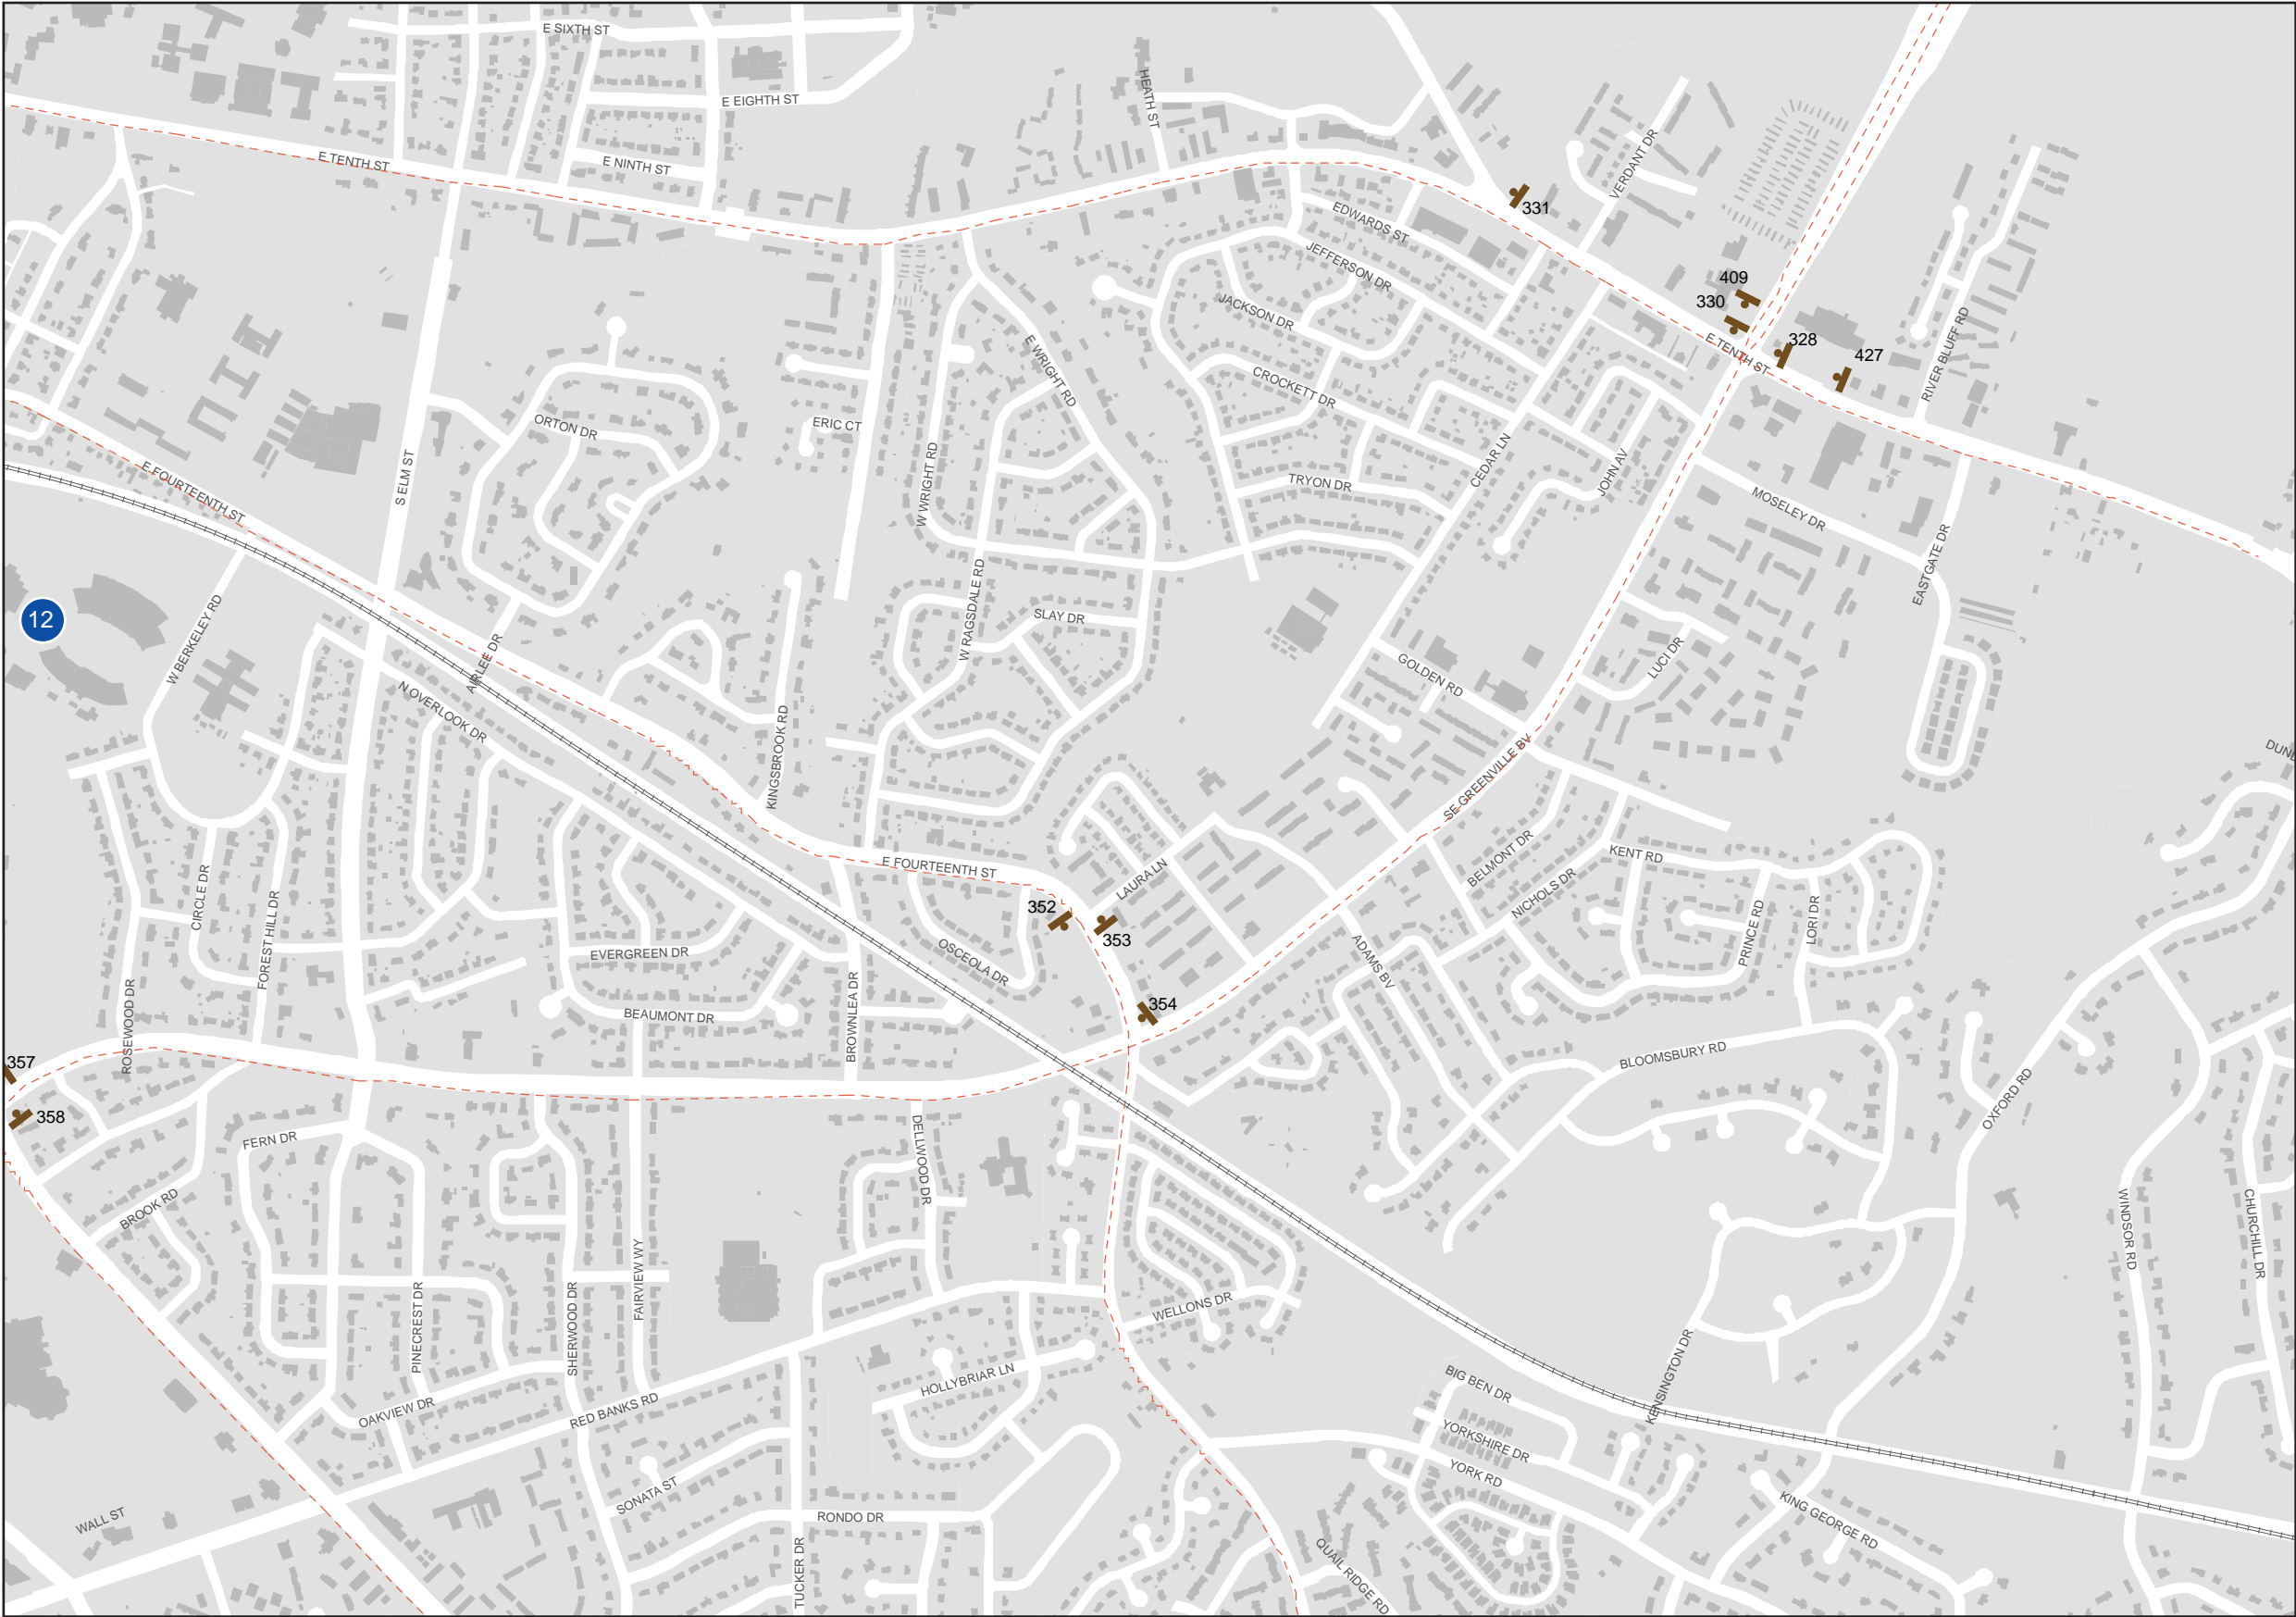 E SIXTH ST
E EIGHTH ST
HEATH ST
E TENTH ST
E NINTH ST
VERDANT DR
331
EDWARDS ST
JEFFERSON DR
409
330
JACKSON DR
328
E TENTH ST
427
RIVER BLUFF RD
E WRIGHT RD
CROCKETT DR
ORTON DR
ERIC CT
W WRIGHT RD
S ELM ST
E FOURTEENTH ST
CEDAR LN
JOHN AV
TRYON DR
MOSELEY DR
EASTGATE DR
12
W BERKELEY RD
W RAGSDALE RD
SLAY DR
AIRLEE DR
GOLDEN RD
LUCI DR
N OVERLOOK DR
KINGSBROOK RD
SE GREENVILLE BV
E FOURTEENTH ST
LAURA LN
BELMONT DR
KENT RD
CIRCLE DR
FOREST HILL DR
NICHOLS DR
352
353
PRINCE RD
LORI DR
EVERGREEN DR
OSCEOLA DR
ADAMS BV
ROSEWOOD DR
BEAUMONT DR
BROWNLEA DR
354
357
BLOOMSBURY RD
358
OXFORD RD
FERN DR
DELLWOOD DR
BROOK RD
WINDSOR RD
CHURCHILL DR
PINECREST DR
SHERWOOD DR
FAIRVIEW WY
WELLONS DR
KENSINGTON DR
OAKVIEW DR
RED BANKS RD
HOLLYBRIAR LN
BIG BEN DR
YORKSHIRE DR
YORK RD
SONATA ST
WALL ST
RONDO DR
TUCKER DR
KING GEORGE RD
QUAIL RIDGE RD